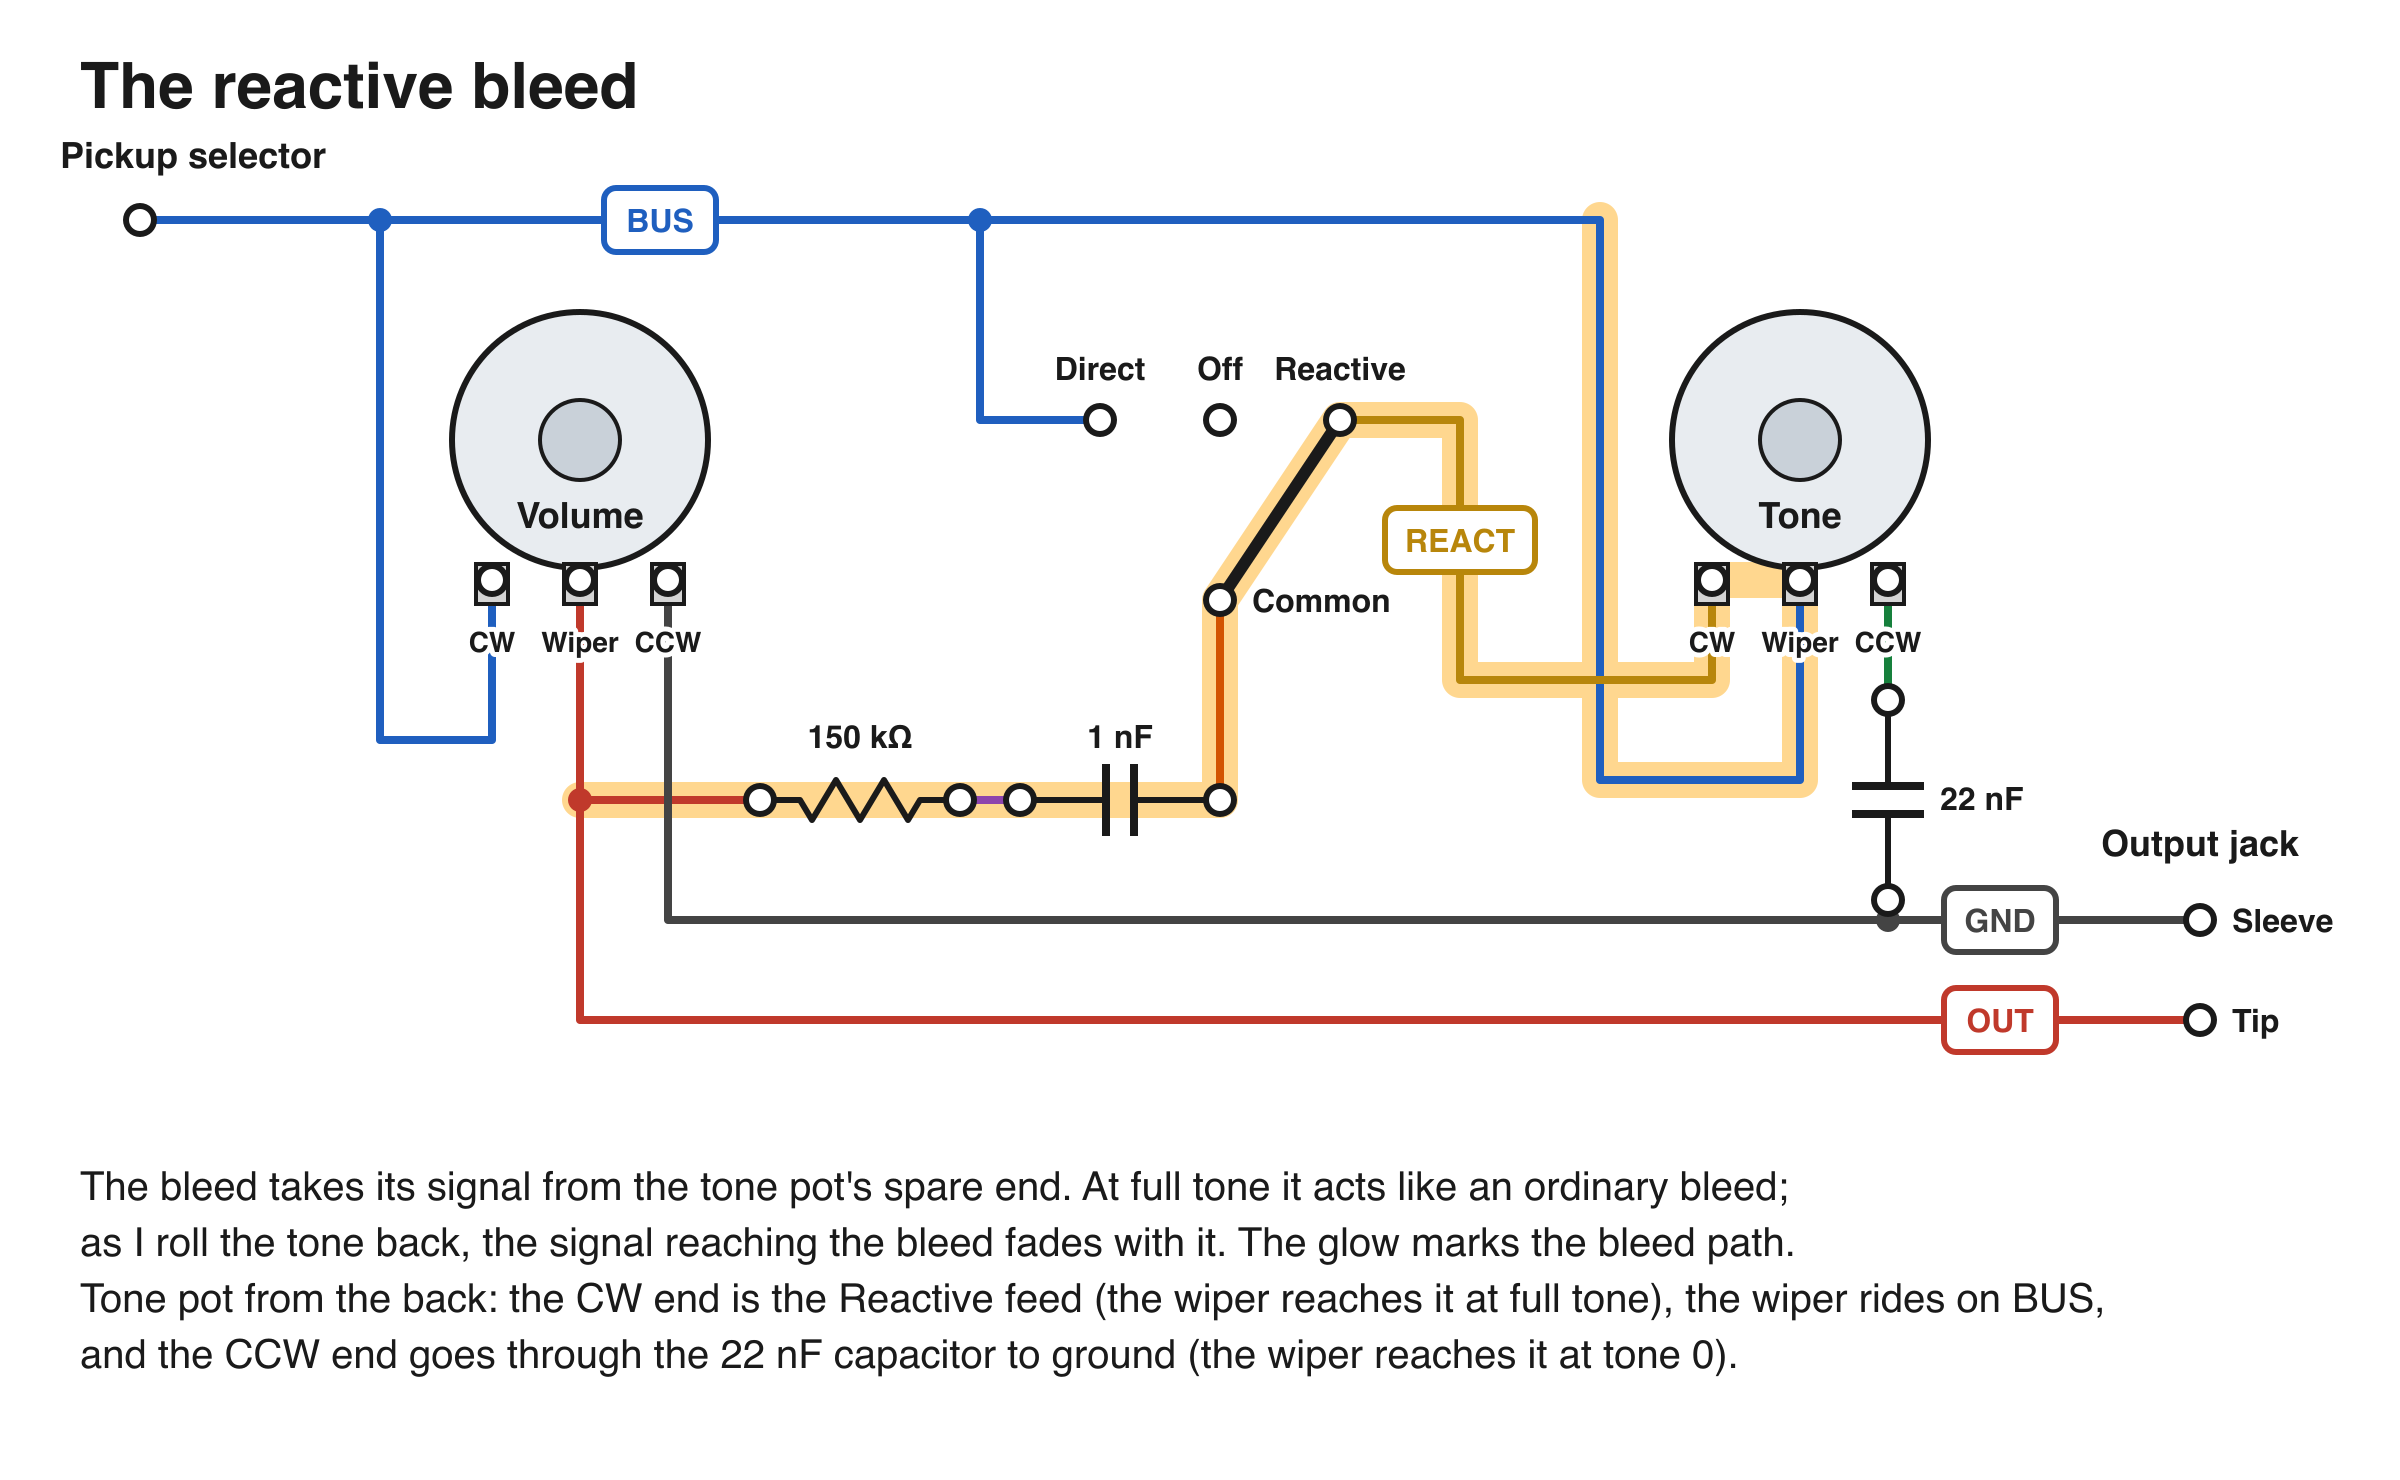 The reactive bleed
Pickup selector
BUS
Direct Off Reactive
Volume
Tone
REACT
Common
CW Wiper CCW
CW Wiper CCW
150 kΩ
1 nF
22 nF
Output jack
GND
Sleeve
OUT
Tip
The bleed takes its signal from the tone pot's spare end. At full tone it acts like an ordinary bleed;
as I roll the tone back, the signal reaching the bleed fades with it. The glow marks the bleed path.
Tone pot from the back: the CW end is the Reactive feed (the wiper reaches it at full tone), the wiper rides on BUS,
and the CCW end goes through the 22 nF capacitor to ground (the wiper reaches it at tone 0).